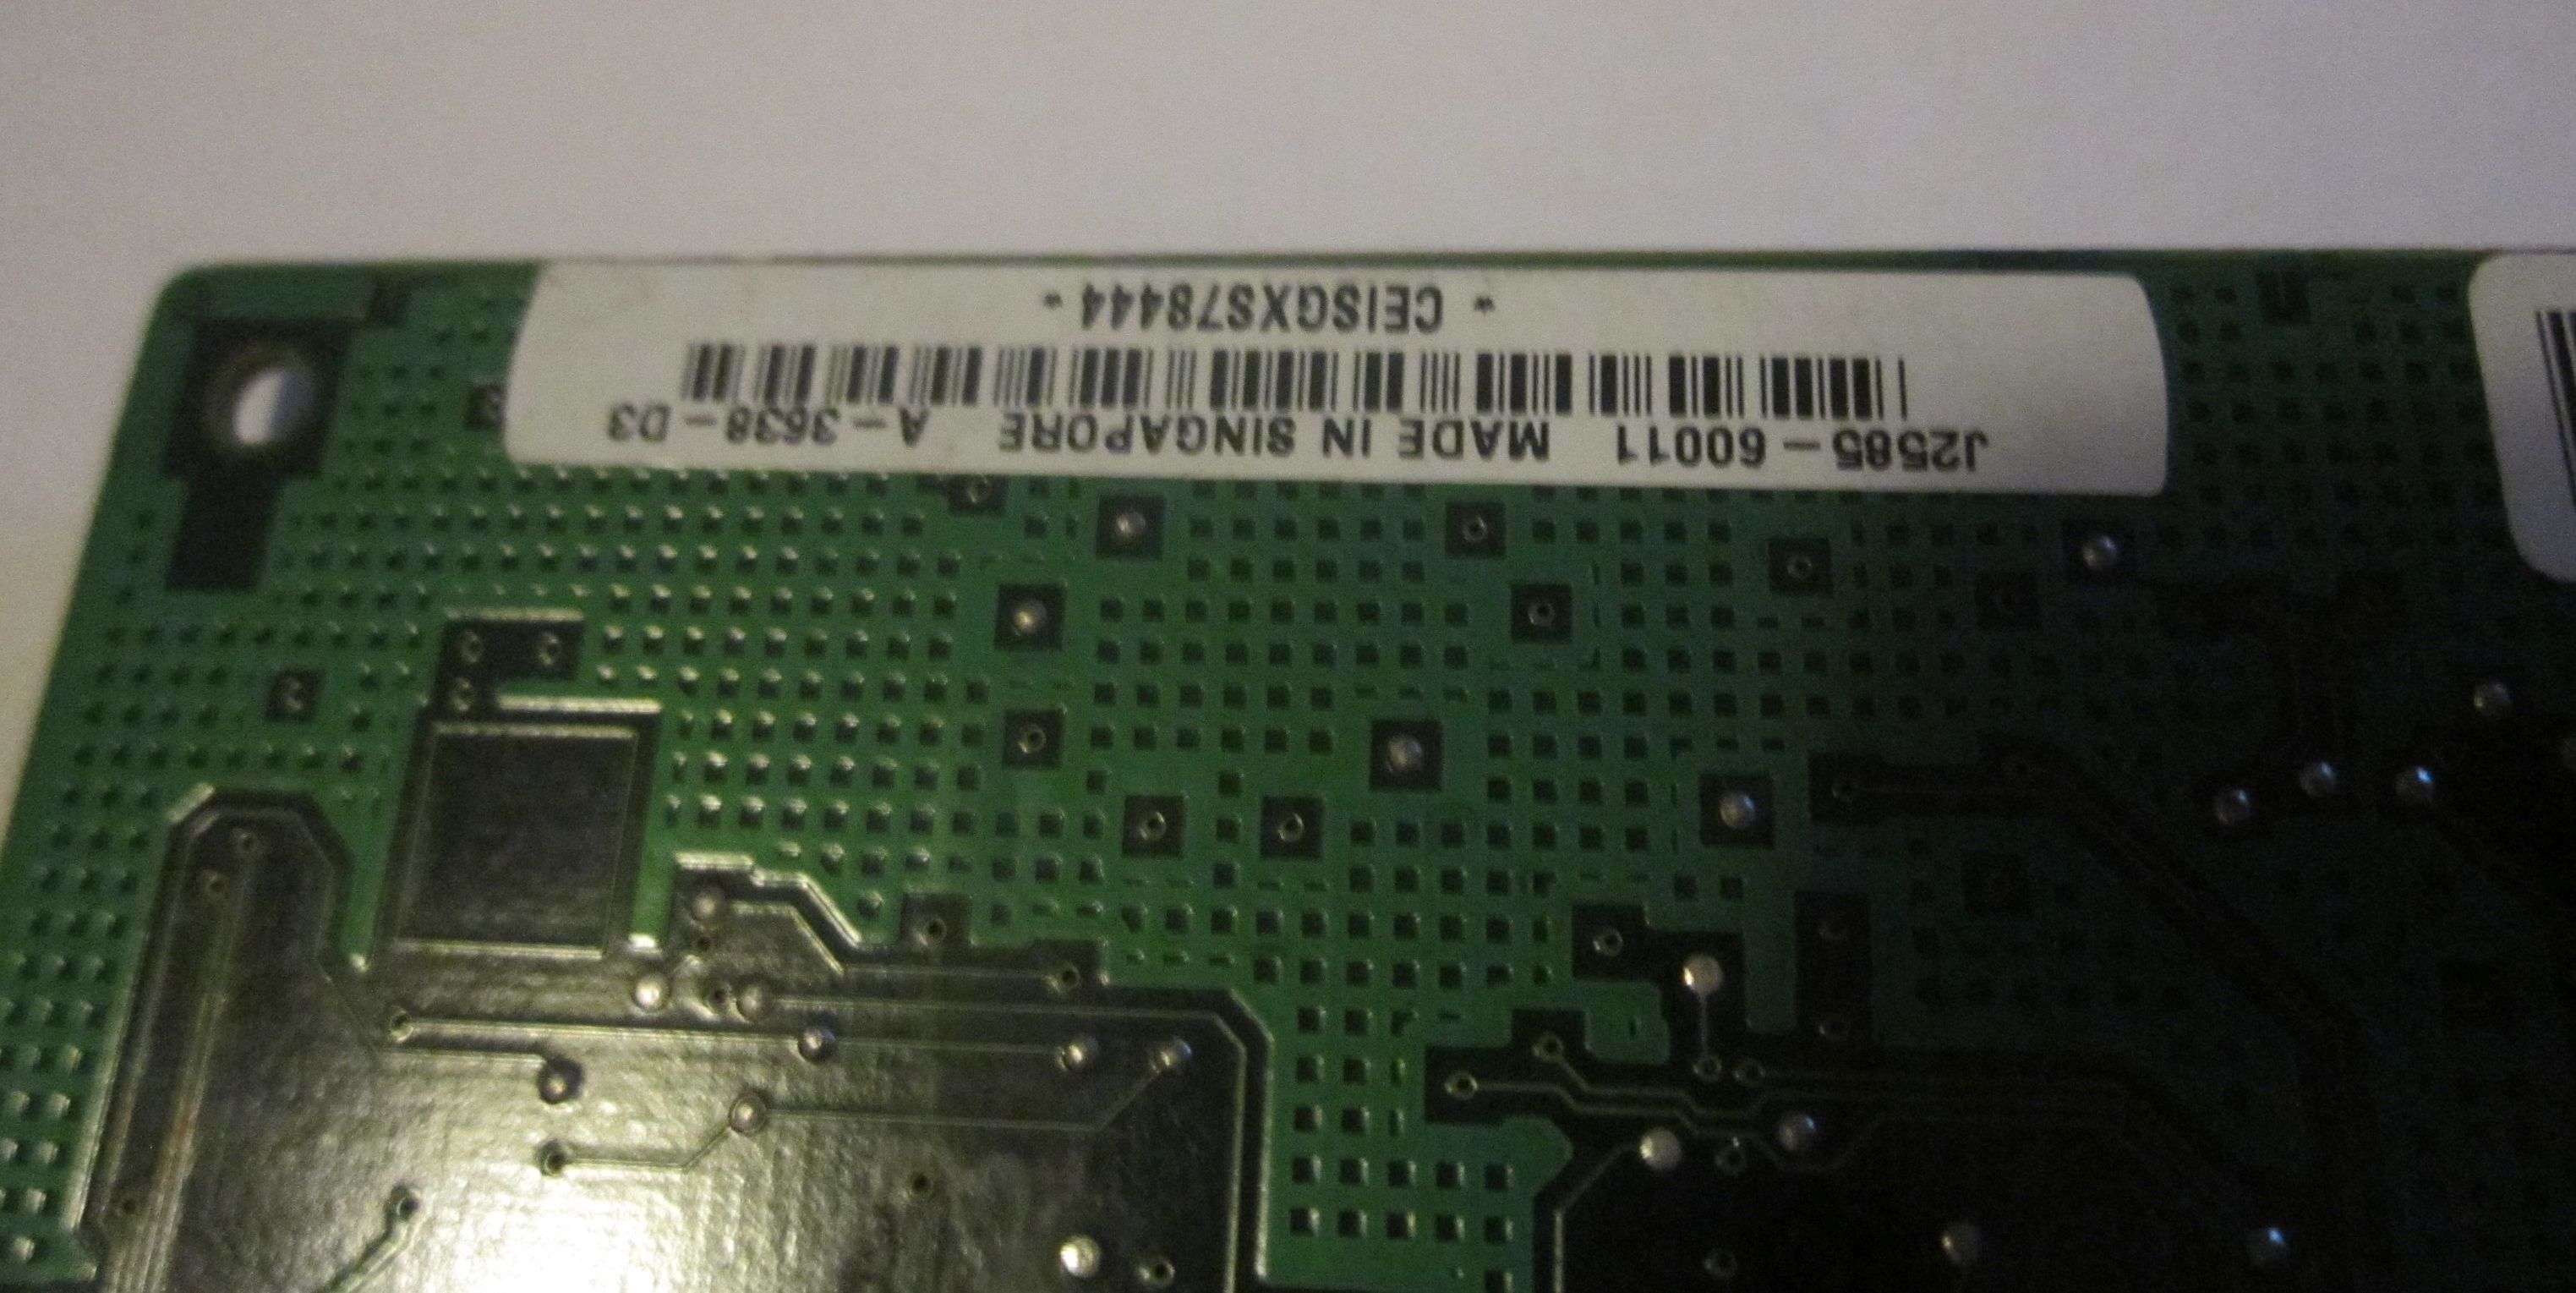 J2585-60011 MADE IN SINGAPORE A-3638-D3
* CEISGXS78444 *